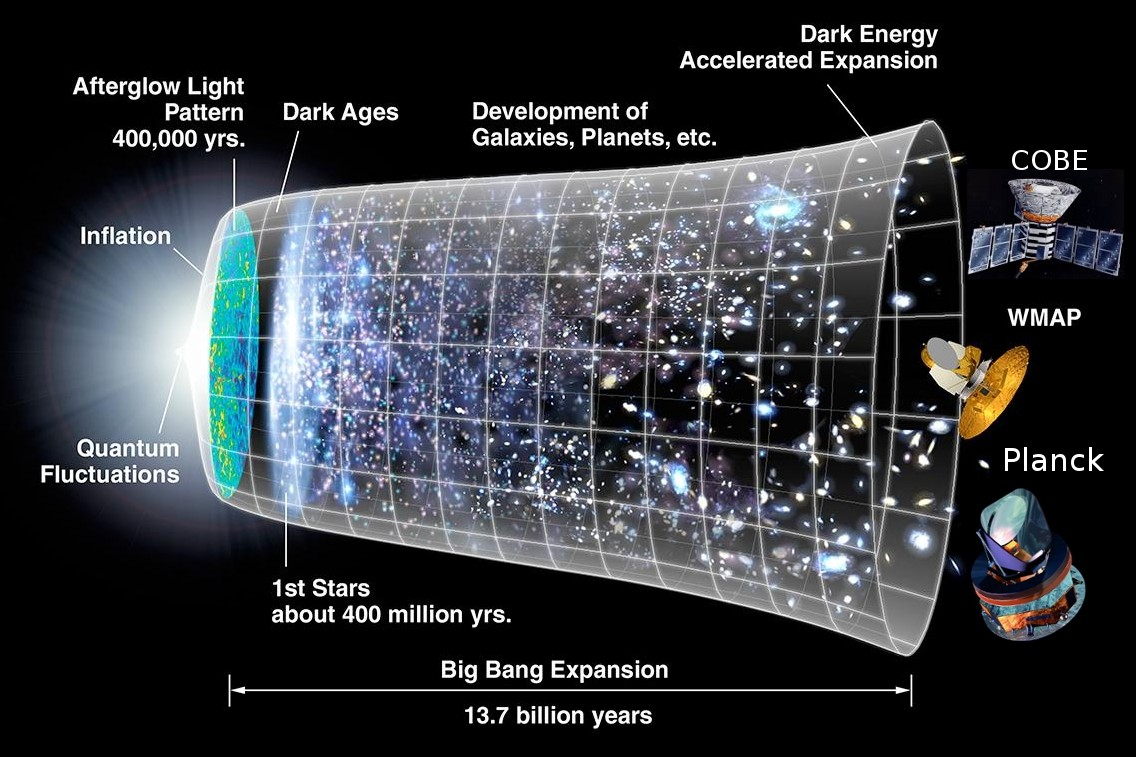 Dark Energy
Accelerated Expansion
Afterglow Light
Pattern
400,000 yrs.
Dark Ages
Development of
Galaxies, Planets, etc.
COBE
Inflation
WMAP
Quantum
Fluctuations
Planck
1st Stars
about 400 million yrs.
Big Bang Expansion
13.7 billion years